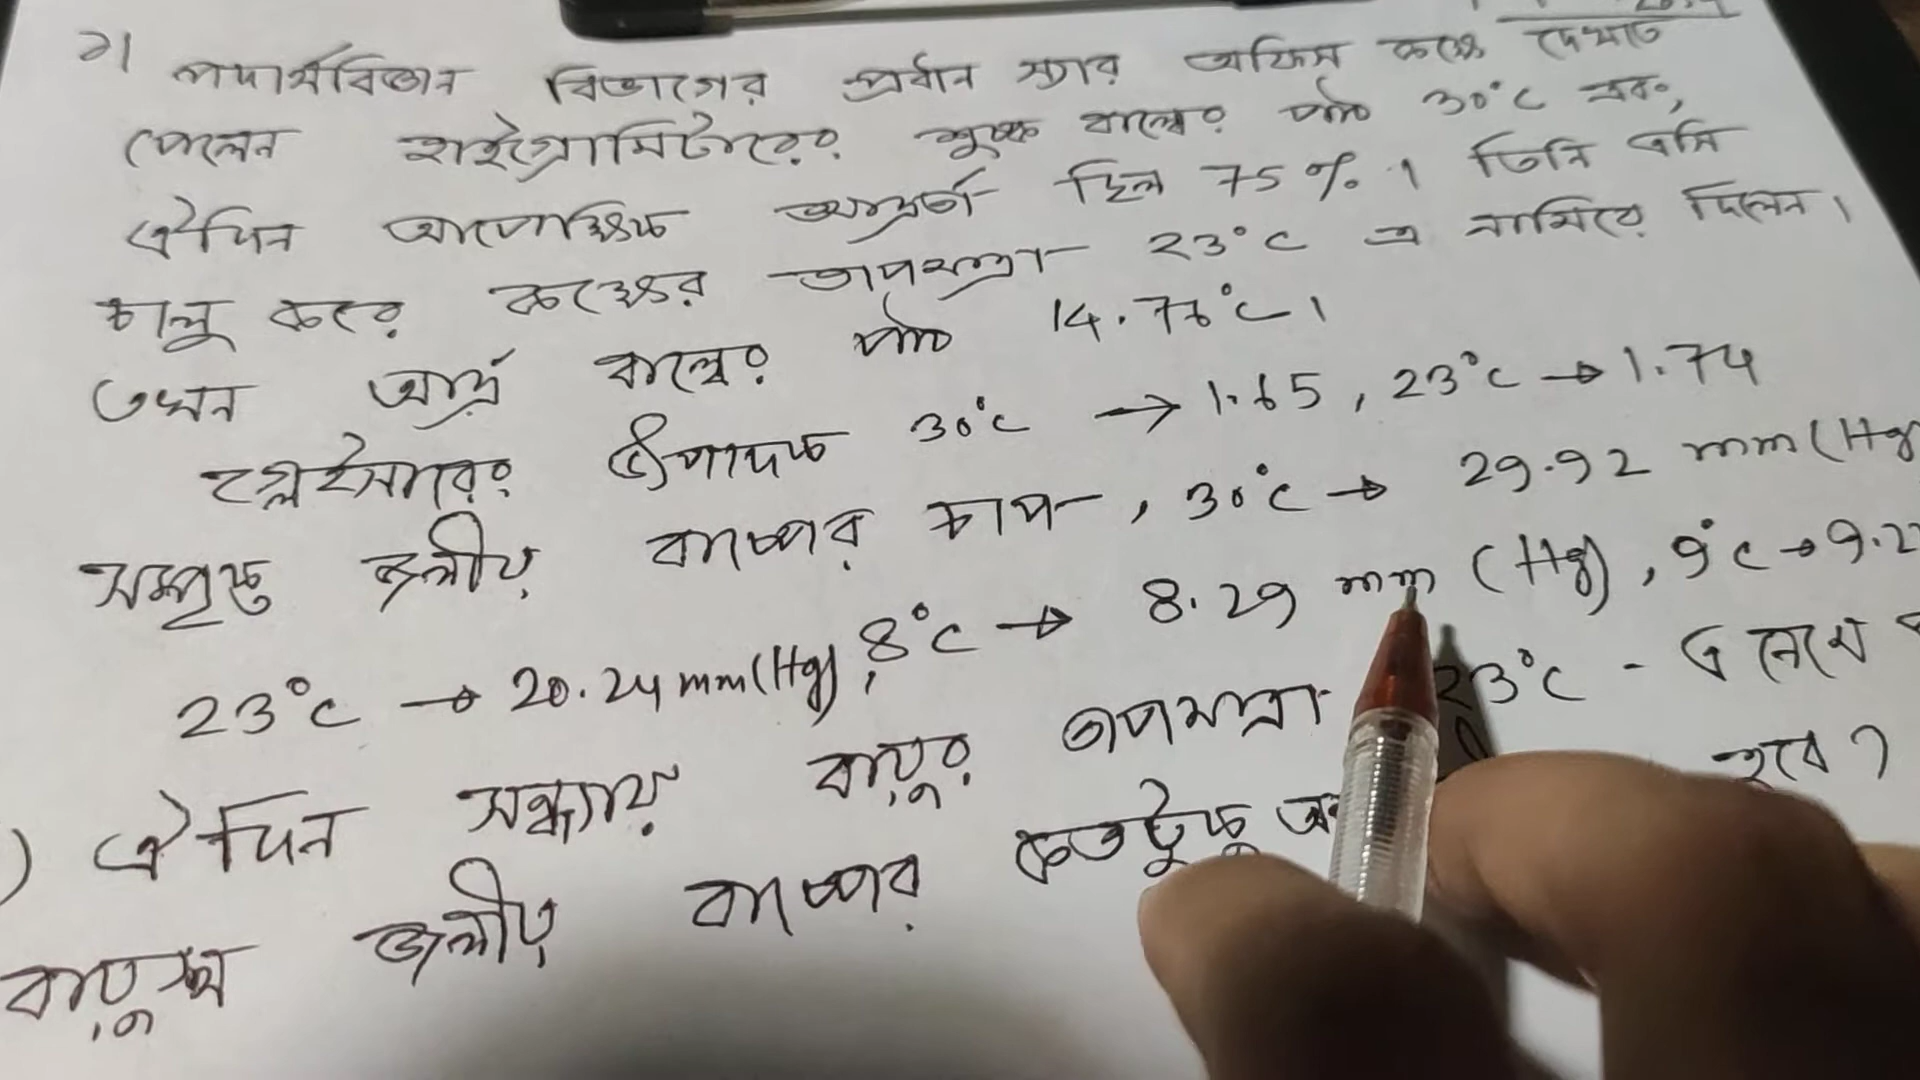 ১। পদার্থবিজ্ঞান বিভাগের প্রধান স্যার অফিস কক্ষে দেখতে
পেলেন হাইগ্রোমিটারের শুষ্ক বাল্বের পাঠ 30°C এবং,
ঐদিন আপেক্ষিক আর্দ্রতা ছিল 75%। তিনি এসি
চালু করে কক্ষের তাপমাত্রা 23°C এ নামিয়ে দিলেন।
তখন আর্দ্র বাল্বের পাঠ 14.76°C।
গ্লেইসারের উৎপাদক 30°C → 1.65, 23°C → 1.74
সম্পৃক্ত জলীয় বাষ্পের চাপ, 30°C → 29.92 mm(Hg
23°C → 20.24 mm(Hg), 8°C → 8.29 mm (Hg), 9°C → 9.2
) ঐদিন সন্ধ্যায় বায়ুর তাপমাত্রা 23°C - এ নেমে
বায়ুস্থ জলীয় বাষ্পের কতটুকু হবে?